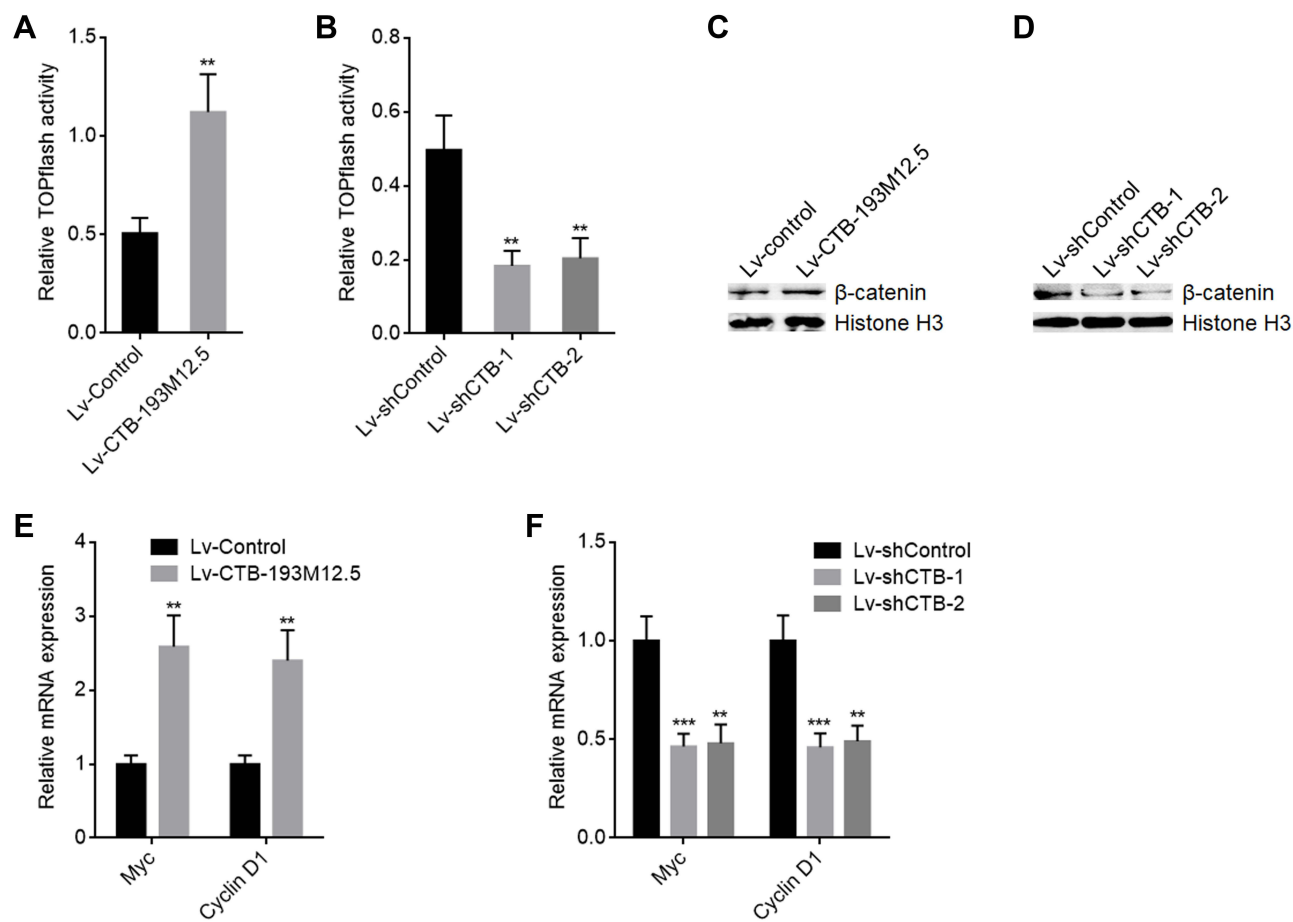 A
Relative TOPflash activity
1.5
1.0
0.5
0.0
**
Lv-Control
Lv-CTB-193M12.5
B
Relative TOPflash activity
0.8
0.6
0.4
0.2
0.0
**
**
Lv-shControl
Lv-shCTB-1
Lv-shCTB-2
C
Lv-control
Lv-CTB-193M12.5
β-catenin
Histone H3
D
Lv-shControl
Lv-shCTB-1
Lv-shCTB-2
β-catenin
Histone H3
E
Relative mRNA expression
4
3
2
1
0
Lv-Control
Lv-CTB-193M12.5
**
**
Myc
Cyclin D1
F
Relative mRNA expression
1.5
1.0
0.5
0.0
Lv-shControl
Lv-shCTB-1
Lv-shCTB-2
***
**
***
**
Myc
Cyclin D1